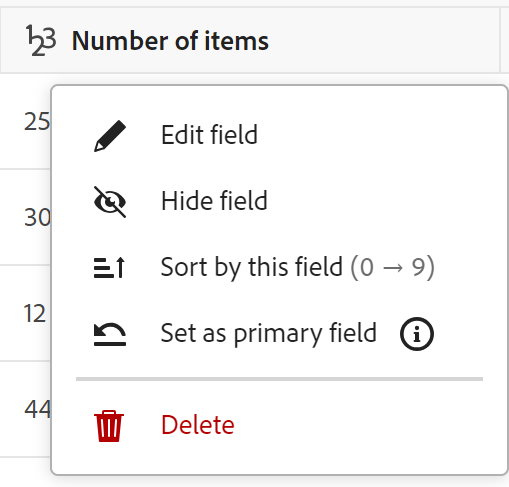 123 Number of items
25
Edit field
Hide field
30
Sort by this field (0 → 9)
12
Set as primary field
44
Delete